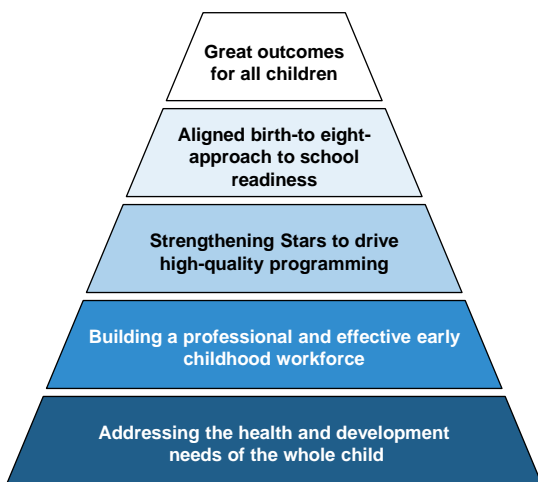 Great outcomes
for all children
Aligned birth-to eight-
approach to school
readiness
Strengthening Stars to drive
high-quality programming
Building a professional and effective early
childhood workforce
Addressing the health and development
needs of the whole child